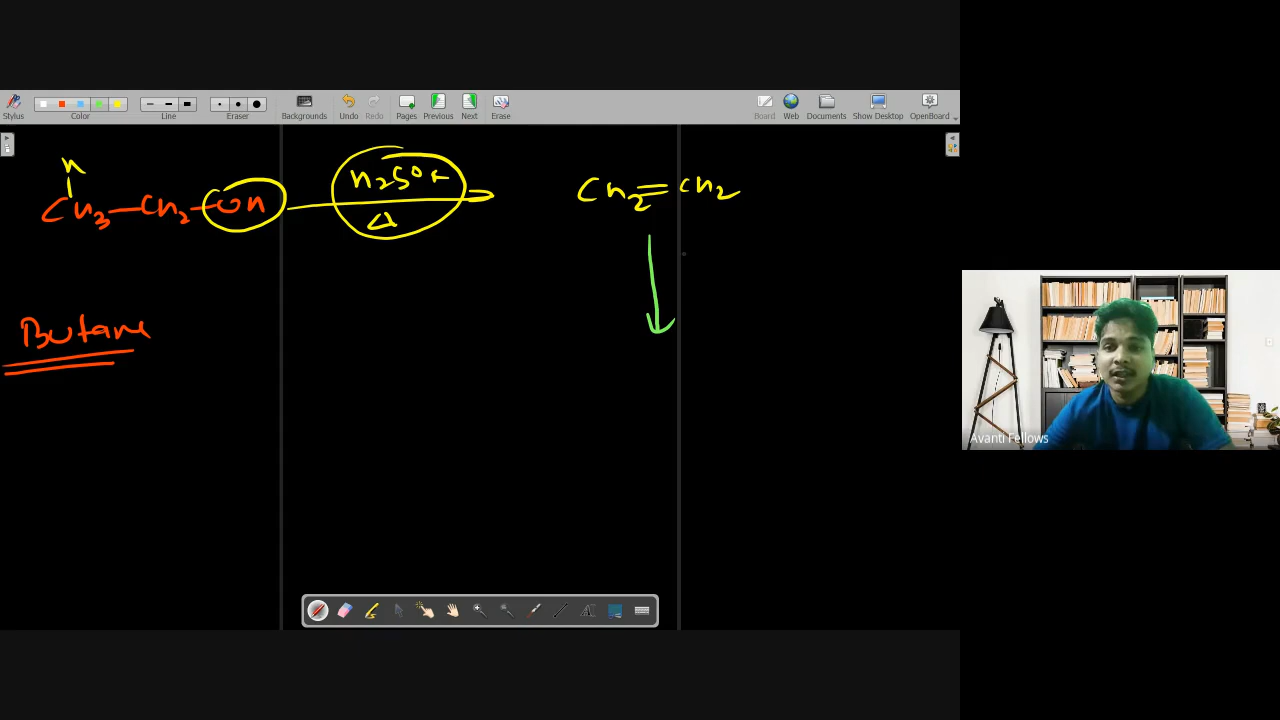 Stylus Color Line Eraser Backgrounds Undo Redo Pages Previous Next Erase Board Web Documents Show Desktop OpenBoard
H
CH3—CH2—OH H2SO4 CH2=CH2
Δ
Butane
Avanti Fellows